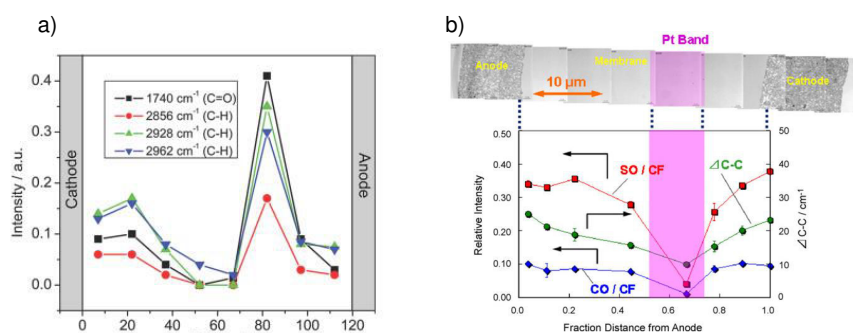 a)
Intensity / a.u.
0.4
0.3
0.2
0.1
0.0
0 20 40 60 80 100 120
Cathode
Anode
1740 cm⁻¹ (C=O)
2856 cm⁻¹ (C-H)
2928 cm⁻¹ (C-H)
2962 cm⁻¹ (C-H)
b)
Pt Band
Anode
Membrane
Cathode
10 µm
Relative Intensity
0.50
0.40
0.30
0.20
0.10
0.00
SO / CF
⊿C-C
CO / CF
50
40
30
20
10
0
⊿ C-C / cm⁻¹
0.0 0.2 0.4 0.6 0.8 1.0
Fraction Distance from Anode